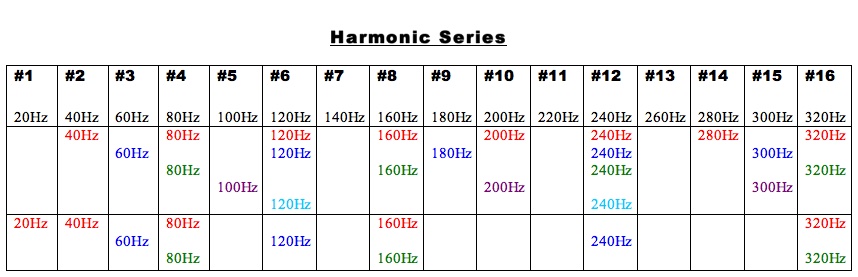 Harmonic Series
#1 #2 #3 #4 #5 #6 #7 #8 #9 #10 #11 #12 #13 #14 #15 #16
20Hz 40Hz 60Hz 80Hz 100Hz 120Hz 140Hz 160Hz 180Hz 200Hz 220Hz 240Hz 260Hz 280Hz 300Hz 320Hz
40Hz 80Hz 120Hz 160Hz 200Hz 240Hz 280Hz 320Hz
60Hz 120Hz 180Hz 240Hz 300Hz
80Hz 160Hz 240Hz 320Hz
100Hz 200Hz 300Hz
120Hz 240Hz
20Hz 40Hz 80Hz 160Hz 320Hz
60Hz 120Hz 240Hz
80Hz 160Hz 320Hz